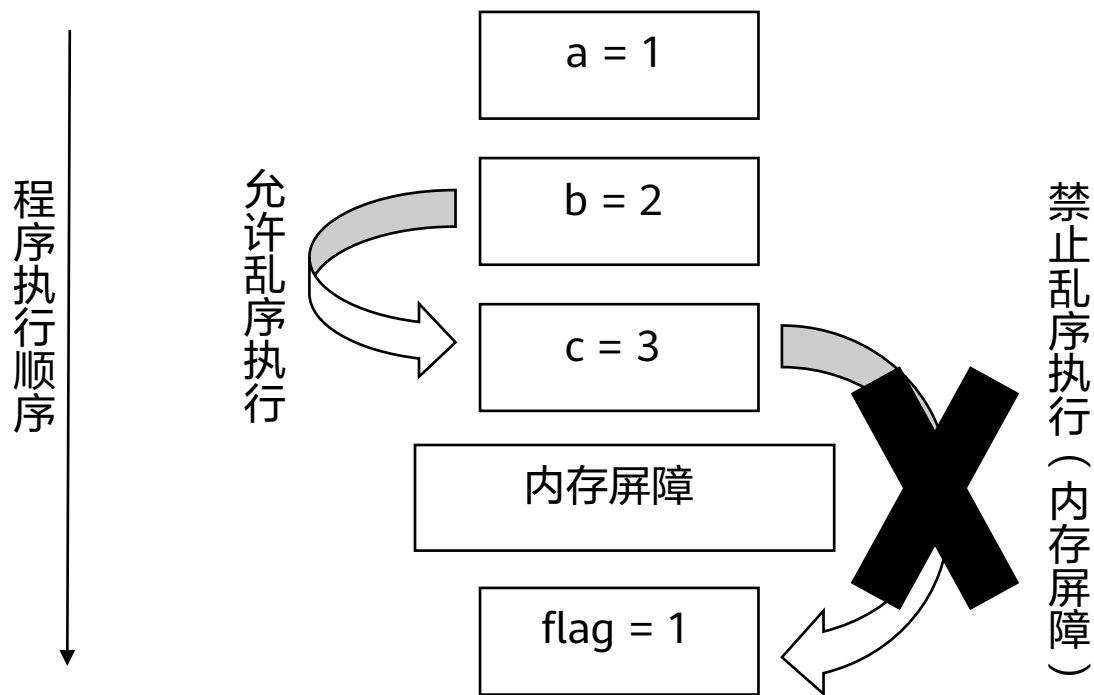 程序执行顺序
允许乱序执行
a = 1
b = 2
c = 3
内存屏障
flag = 1
禁止乱序执行（内存屏障）